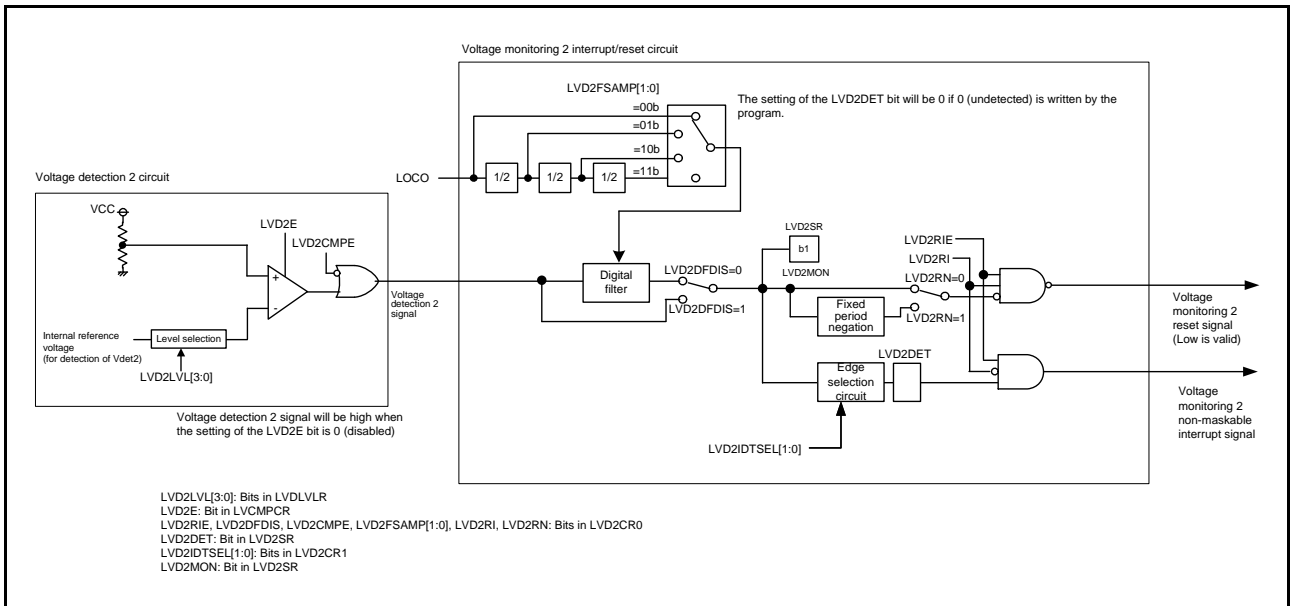 Voltage monitoring 2 interrupt/reset circuit
LVD2FSAMP[1:0]
=00b
=01b
=10b
=11b
The setting of the LVD2DET bit will be 0 if 0 (undetected) is written by the
program.
LOCO
1/2
1/2
1/2
Voltage detection 2 circuit
VCC
LVD2E
LVD2CMPE
+
-
Internal reference
voltage
(for detection of Vdet2)
Level selection
LVD2LVL[3:0]
Voltage
detection 2
signal
Voltage detection 2 signal will be high when
the setting of the LVD2E bit is 0 (disabled)
Digital
filter
LVD2DFDIS=0
LVD2DFDIS=1
LVD2SR
b1
LVD2MON
LVD2RIE
LVD2RI
LVD2RN=0
LVD2RN=1
Fixed
period
negation
LVD2DET
Edge
selection
circuit
LVD2IDTSEL[1:0]
Voltage
monitoring 2
reset signal
(Low is valid)
Voltage
monitoring 2
non-maskable
interrupt signal
LVD2LVL[3:0]: Bits in LVDLVLR
LVD2E: Bit in LVCMPCR
LVD2RIE, LVD2DFDIS, LVD2CMPE, LVD2FSAMP[1:0], LVD2RI, LVD2RN: Bits in LVD2CR0
LVD2DET: Bit in LVD2SR
LVD2IDTSEL[1:0]: Bits in LVD2CR1
LVD2MON: Bit in LVD2SR